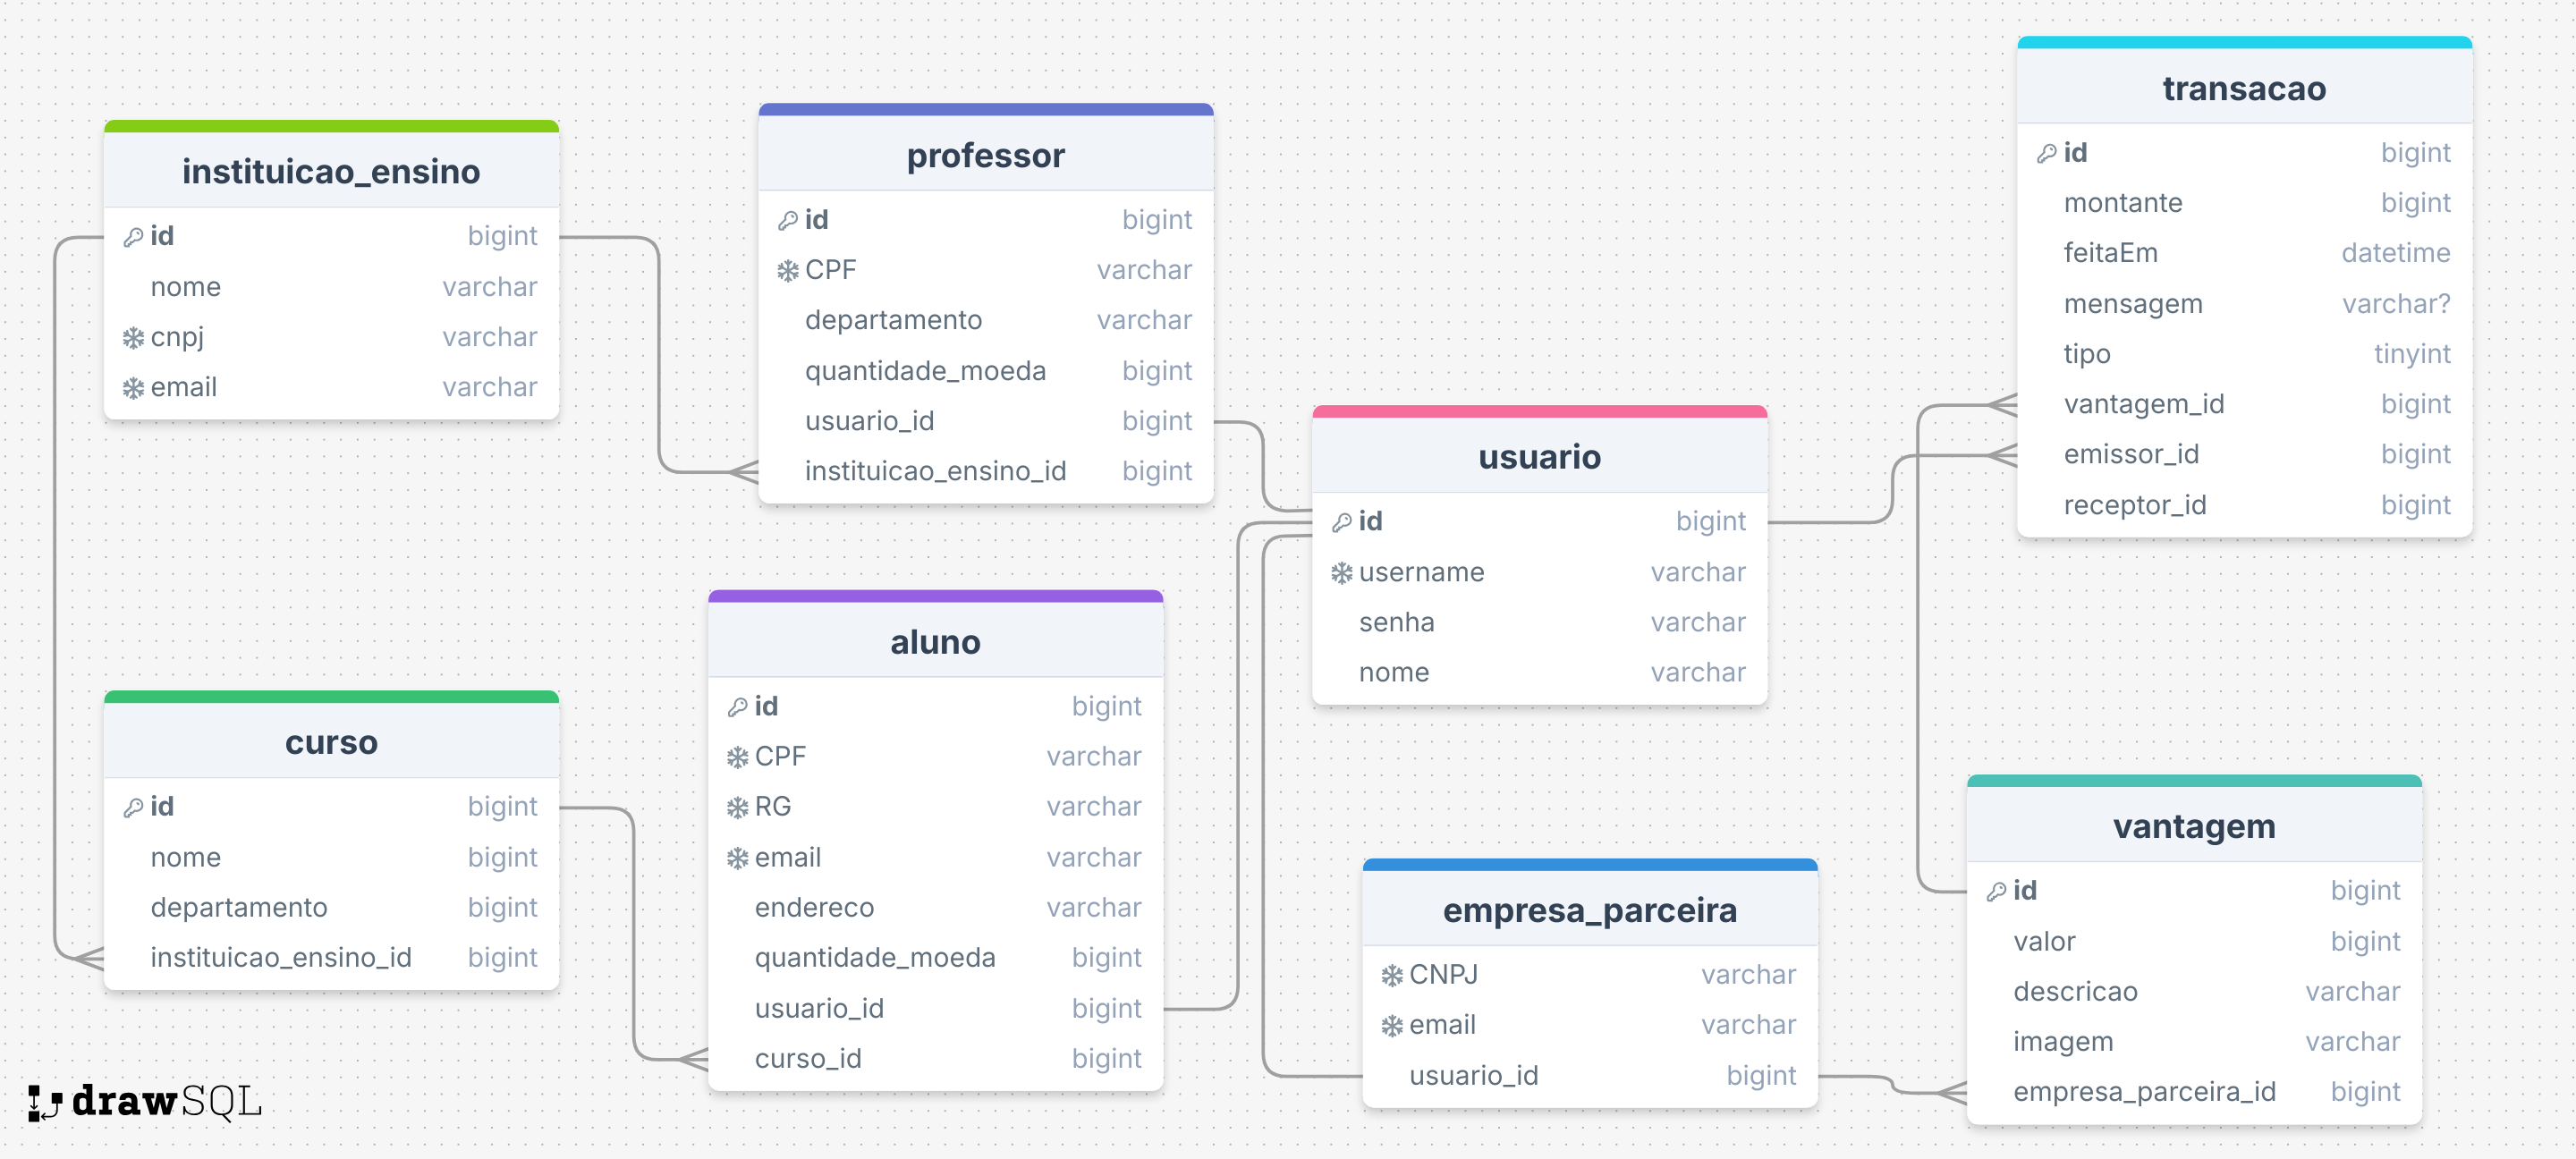 instituicao_ensino
id bigint
nome varchar
cnpj varchar
email varchar
professor
id bigint
CPF varchar
departamento varchar
quantidade_moeda bigint
usuario_id bigint
instituicao_ensino_id bigint
transacao
id bigint
montante bigint
feitaEm datetime
mensagem varchar?
tipo tinyint
vantagem_id bigint
emissor_id bigint
receptor_id bigint
usuario
id bigint
username varchar
senha varchar
nome varchar
curso
id bigint
nome bigint
departamento bigint
instituicao_ensino_id bigint
aluno
id bigint
CPF varchar
RG varchar
email varchar
endereco varchar
quantidade_moeda bigint
usuario_id bigint
curso_id bigint
empresa_parceira
CNPJ varchar
email varchar
usuario_id bigint
vantagem
id bigint
valor bigint
descricao varchar
imagem varchar
empresa_parceira_id bigint
drawSQL